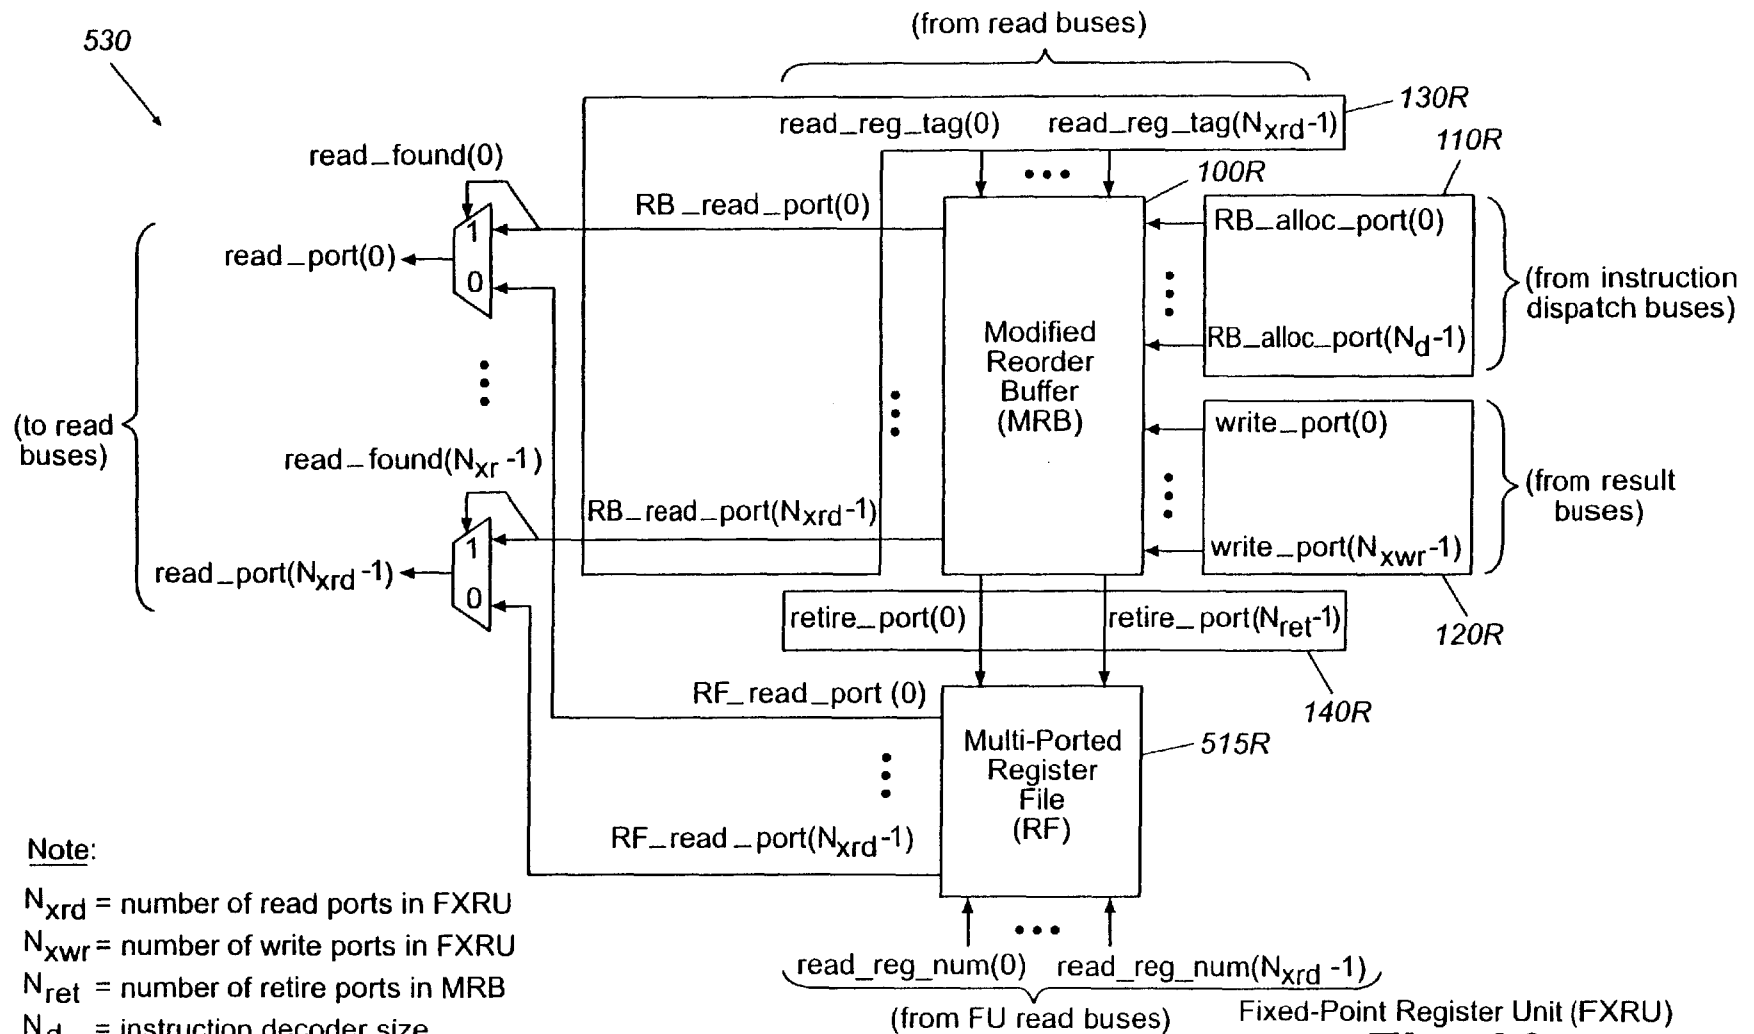 (from read buses)
530
130R
read_reg_tag(0) read_reg_tag(Nxrd-1)
110R
read_found(0)
100R
RB_read_port(0)
RB_alloc_port(0)
1
read_port(0)
0
(from instruction
dispatch buses)
Modified
Reorder
Buffer
(MRB)
RB_alloc_port(Nd-1)
(to read
buses)
write_port(0)
read_found(Nxr-1)
(from result
buses)
RB_read_port(Nxrd-1)
1
write_port(Nxwr-1)
read_port(Nxrd-1)
0
retire_port(0) retire_port(Nret-1)
120R
RF_read_port (0)
140R
Multi-Ported
Register
File
(RF)
515R
RF_read_port(Nxrd-1)
Note:
Nxrd = number of read ports in FXRU
Nxwr = number of write ports in FXRU
Nret = number of retire ports in MRB
Nd = instruction decoder size
read_reg_num(0) read_reg_num(Nxrd-1)
(from FU read buses)
Fixed-Point Register Unit (FXRU)